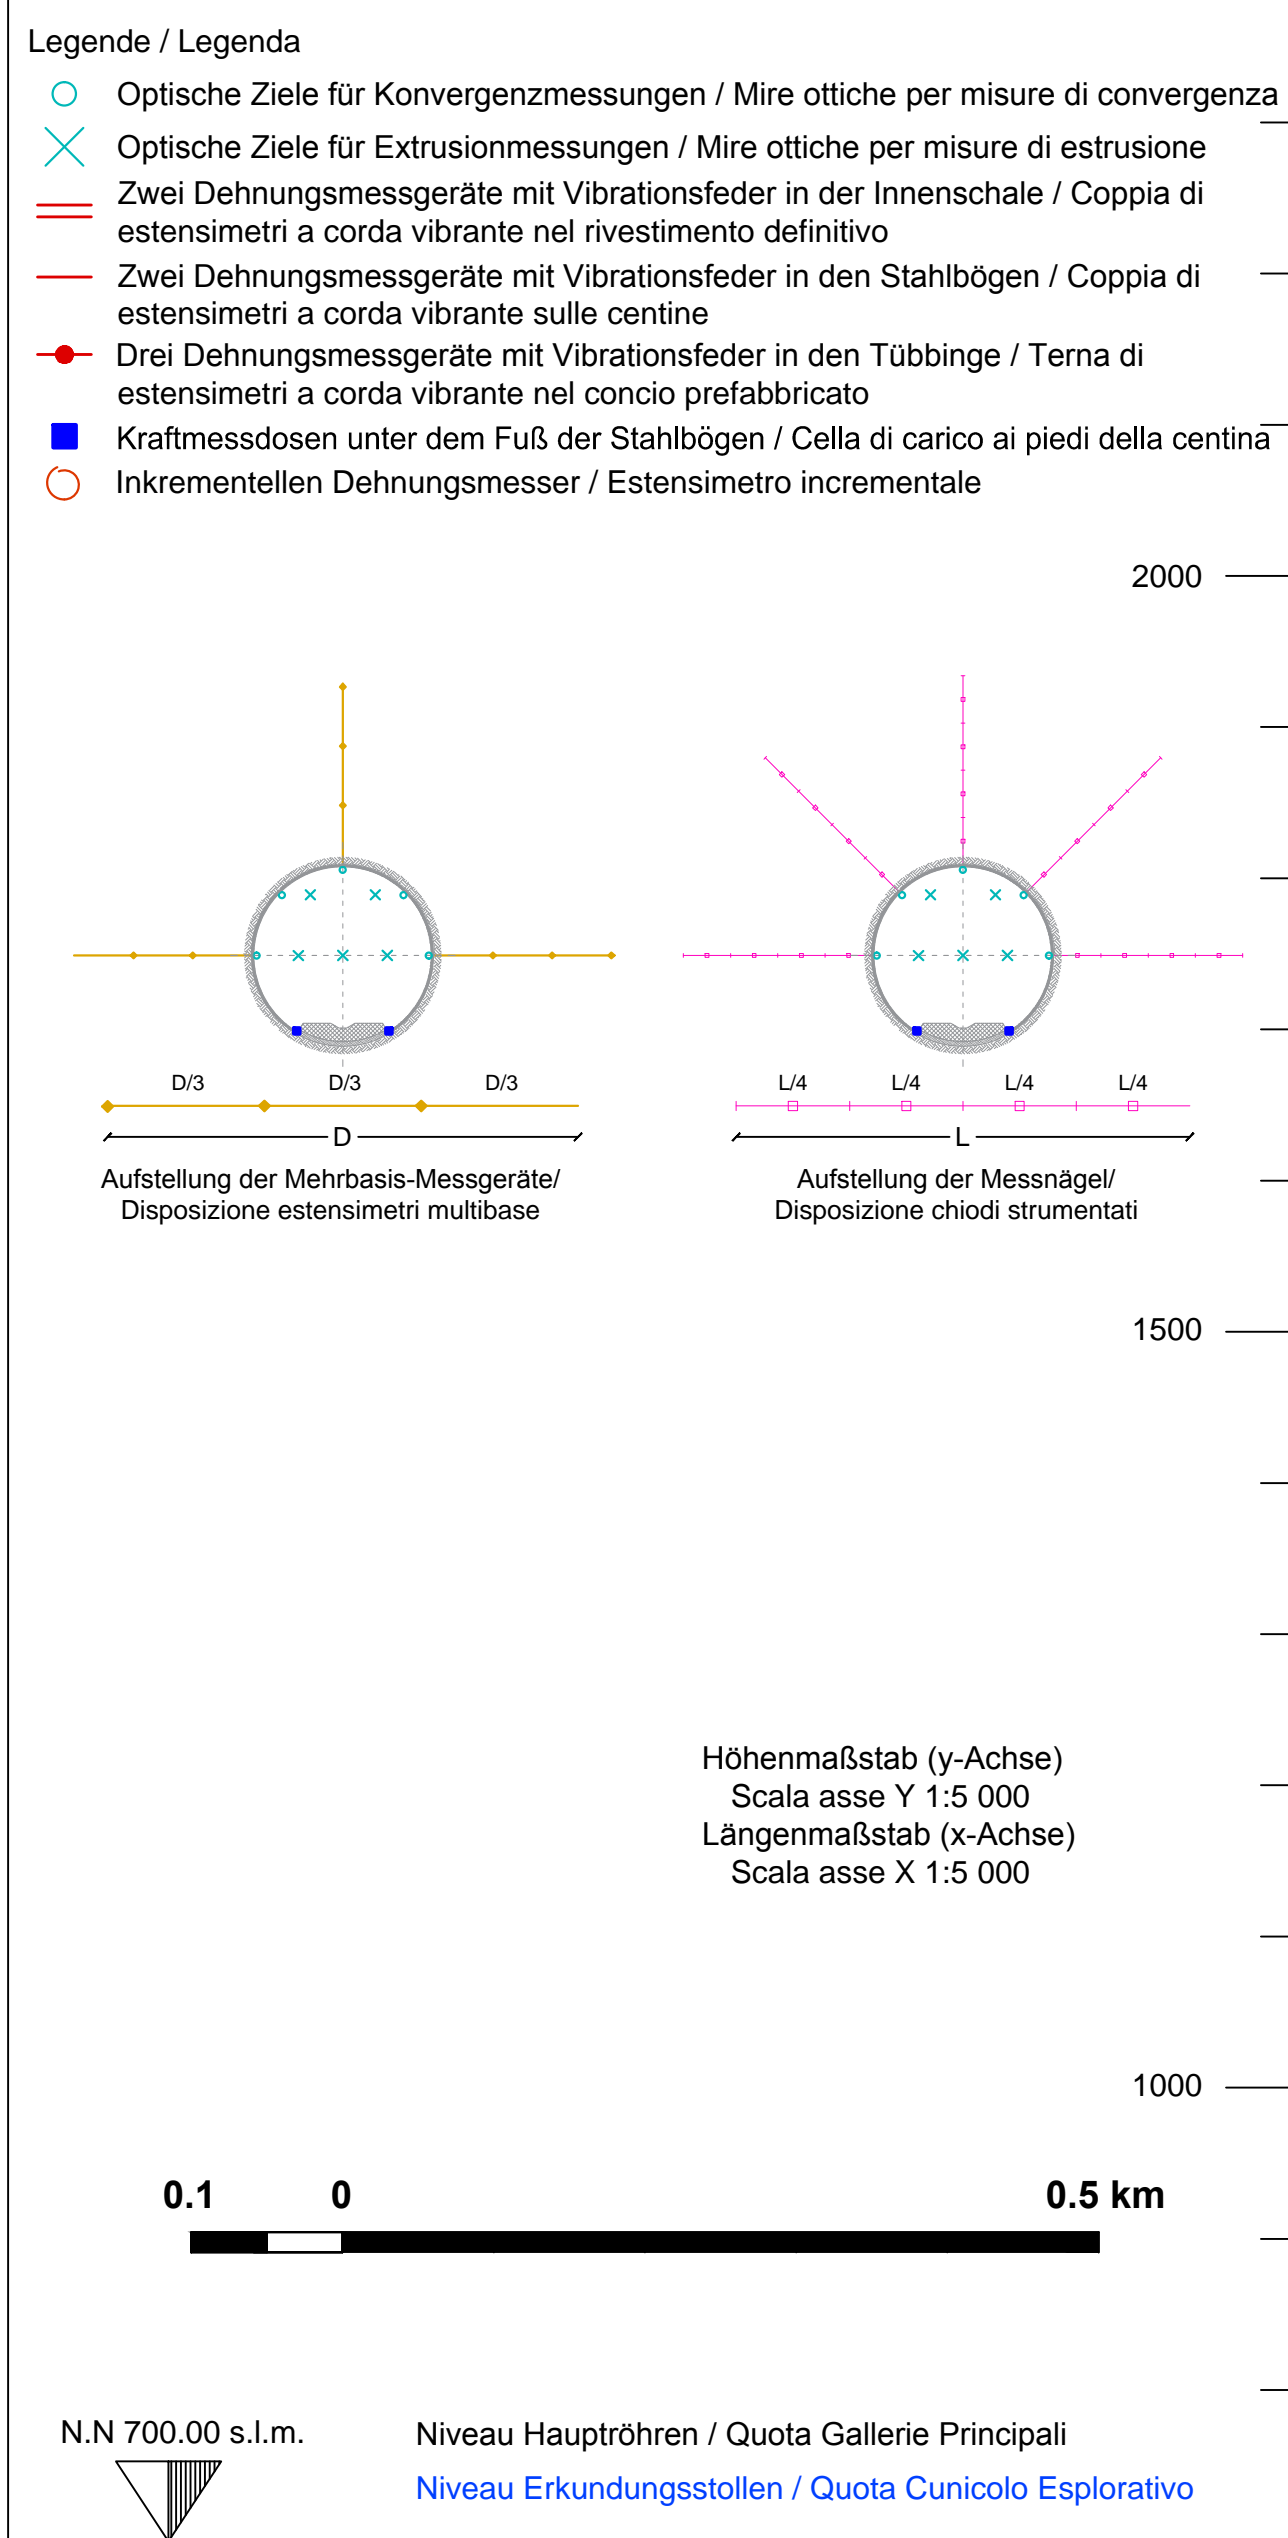 Legende / Legenda
Optische Ziele für Konvergenzmessungen / Mire ottiche per misure di convergenza
Optische Ziele für Extrusionmessungen / Mire ottiche per misure di estrusione
Zwei Dehnungsmessgeräte mit Vibrationsfeder in der Innenschale / Coppia di
estensimetri a corda vibrante nel rivestimento definitivo
Zwei Dehnungsmessgeräte mit Vibrationsfeder in den Stahlbögen / Coppia di
estensimetri a corda vibrante sulle centine
Drei Dehnungsmessgeräte mit Vibrationsfeder in den Tübbinge / Terna di
estensimetri a corda vibrante nel concio prefabbricato
Kraftmessdosen unter dem Fuß der Stahlbögen / Cella di carico ai piedi della centina
Inkrementellen Dehnungsmesser / Estensimetro incrementale
2000
D/3 D/3 D/3
D
Aufstellung der Mehrbasis-Messgeräte/
Disposizione estensimetri multibase
L/4 L/4 L/4 L/4
L
Aufstellung der Messnägel/
Disposizione chiodi strumentati
1500
Höhenmaßstab (y-Achse)
Scala asse Y 1:5 000
Längenmaßstab (x-Achse)
Scala asse X 1:5 000
1000
0.1 0 0.5 km
N.N 700.00 s.l.m.
Niveau Hauptröhren / Quota Gallerie Principali
Niveau Erkundungsstollen / Quota Cunicolo Esplorativo